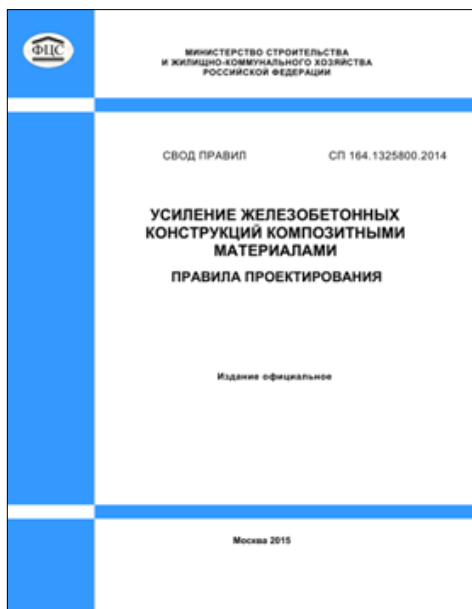 ФЦС
МИНИСТЕРСТВО СТРОИТЕЛЬСТВА
И ЖИЛИЩНО-КОММУНАЛЬНОГО ХОЗЯЙСТВА
РОССИЙСКОЙ ФЕДЕРАЦИИ
СВОД ПРАВИЛ СП 164.1325800.2014
УСИЛЕНИЕ ЖЕЛЕЗОБЕТОННЫХ
КОНСТРУКЦИЙ КОМПОЗИТНЫМИ
МАТЕРИАЛАМИ
ПРАВИЛА ПРОЕКТИРОВАНИЯ
Издание официальное
Москва 2015